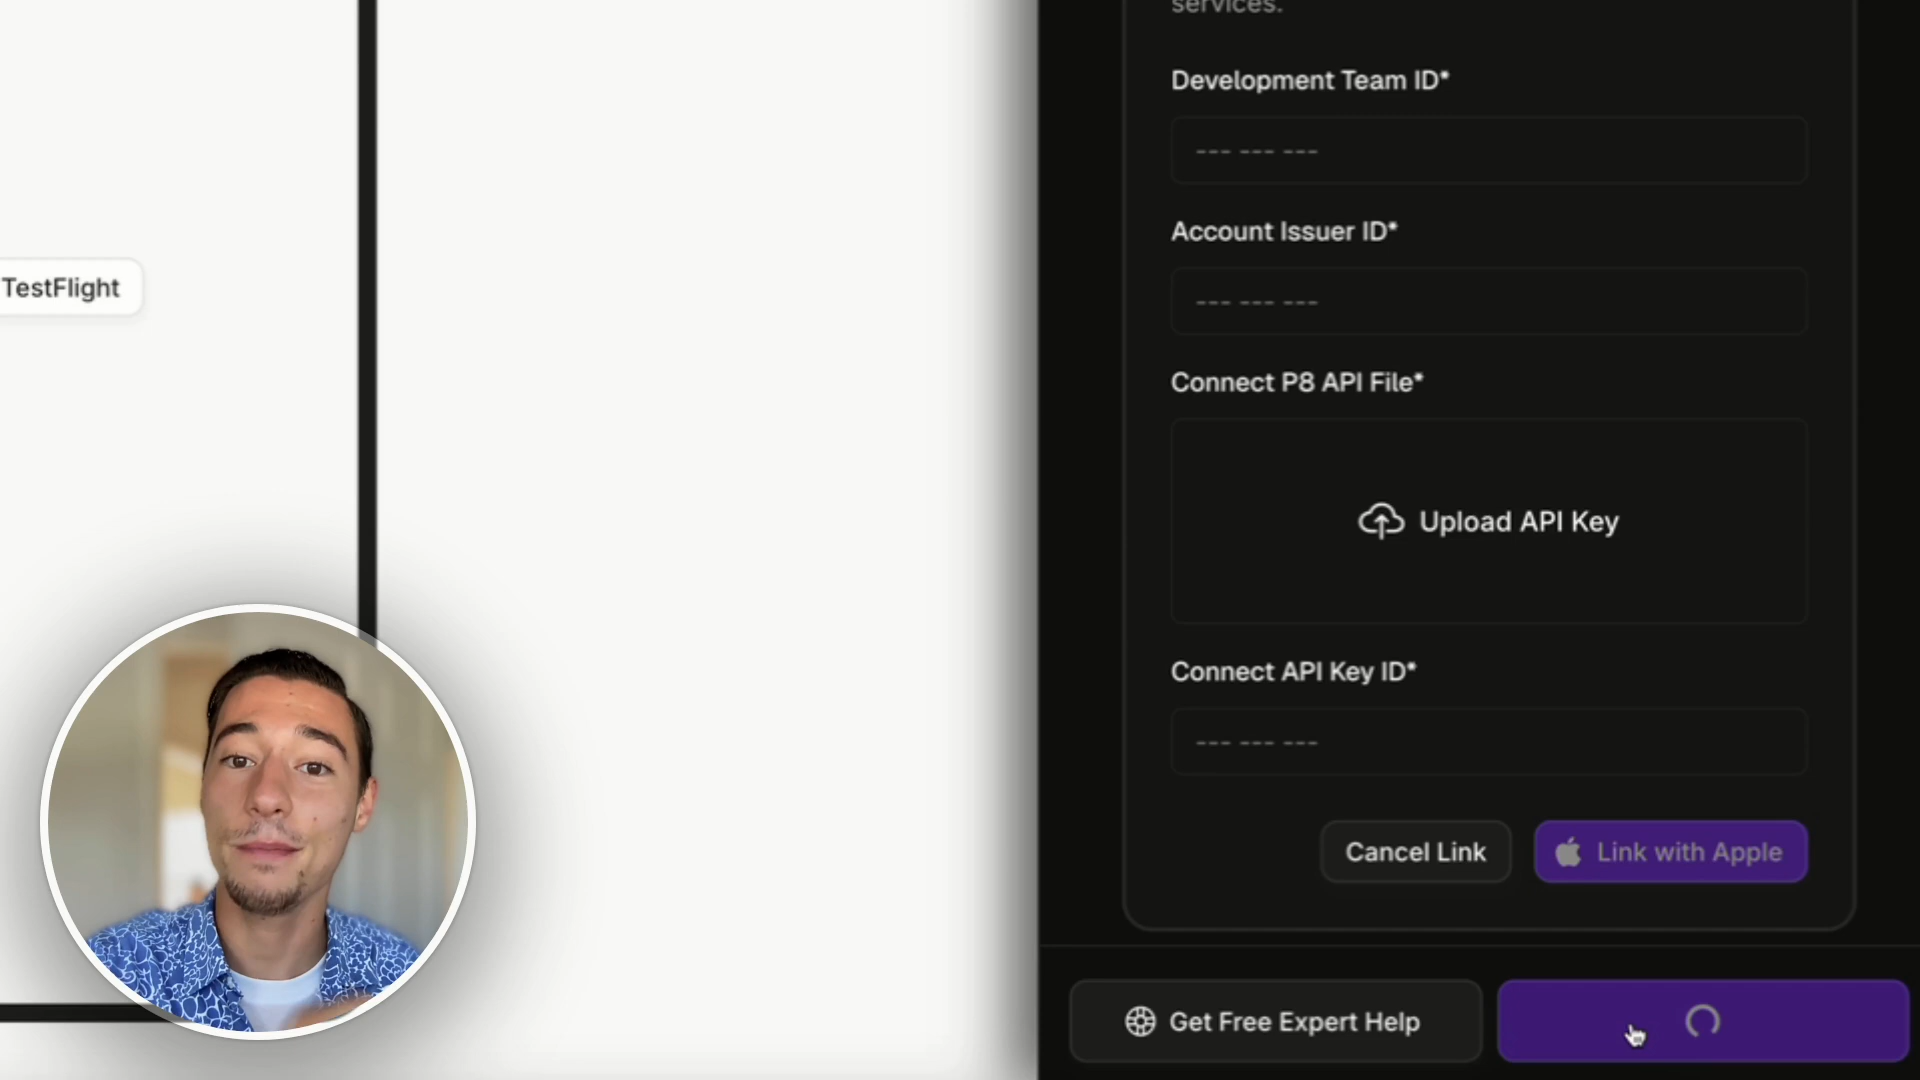 services.
Development Team ID*
--- --- ---
Account Issuer ID*
--- --- ---
Connect P8 API File*
Upload API Key
Connect API Key ID*
--- --- ---
Cancel Link
Link with Apple
Get Free Expert Help
TestFlight